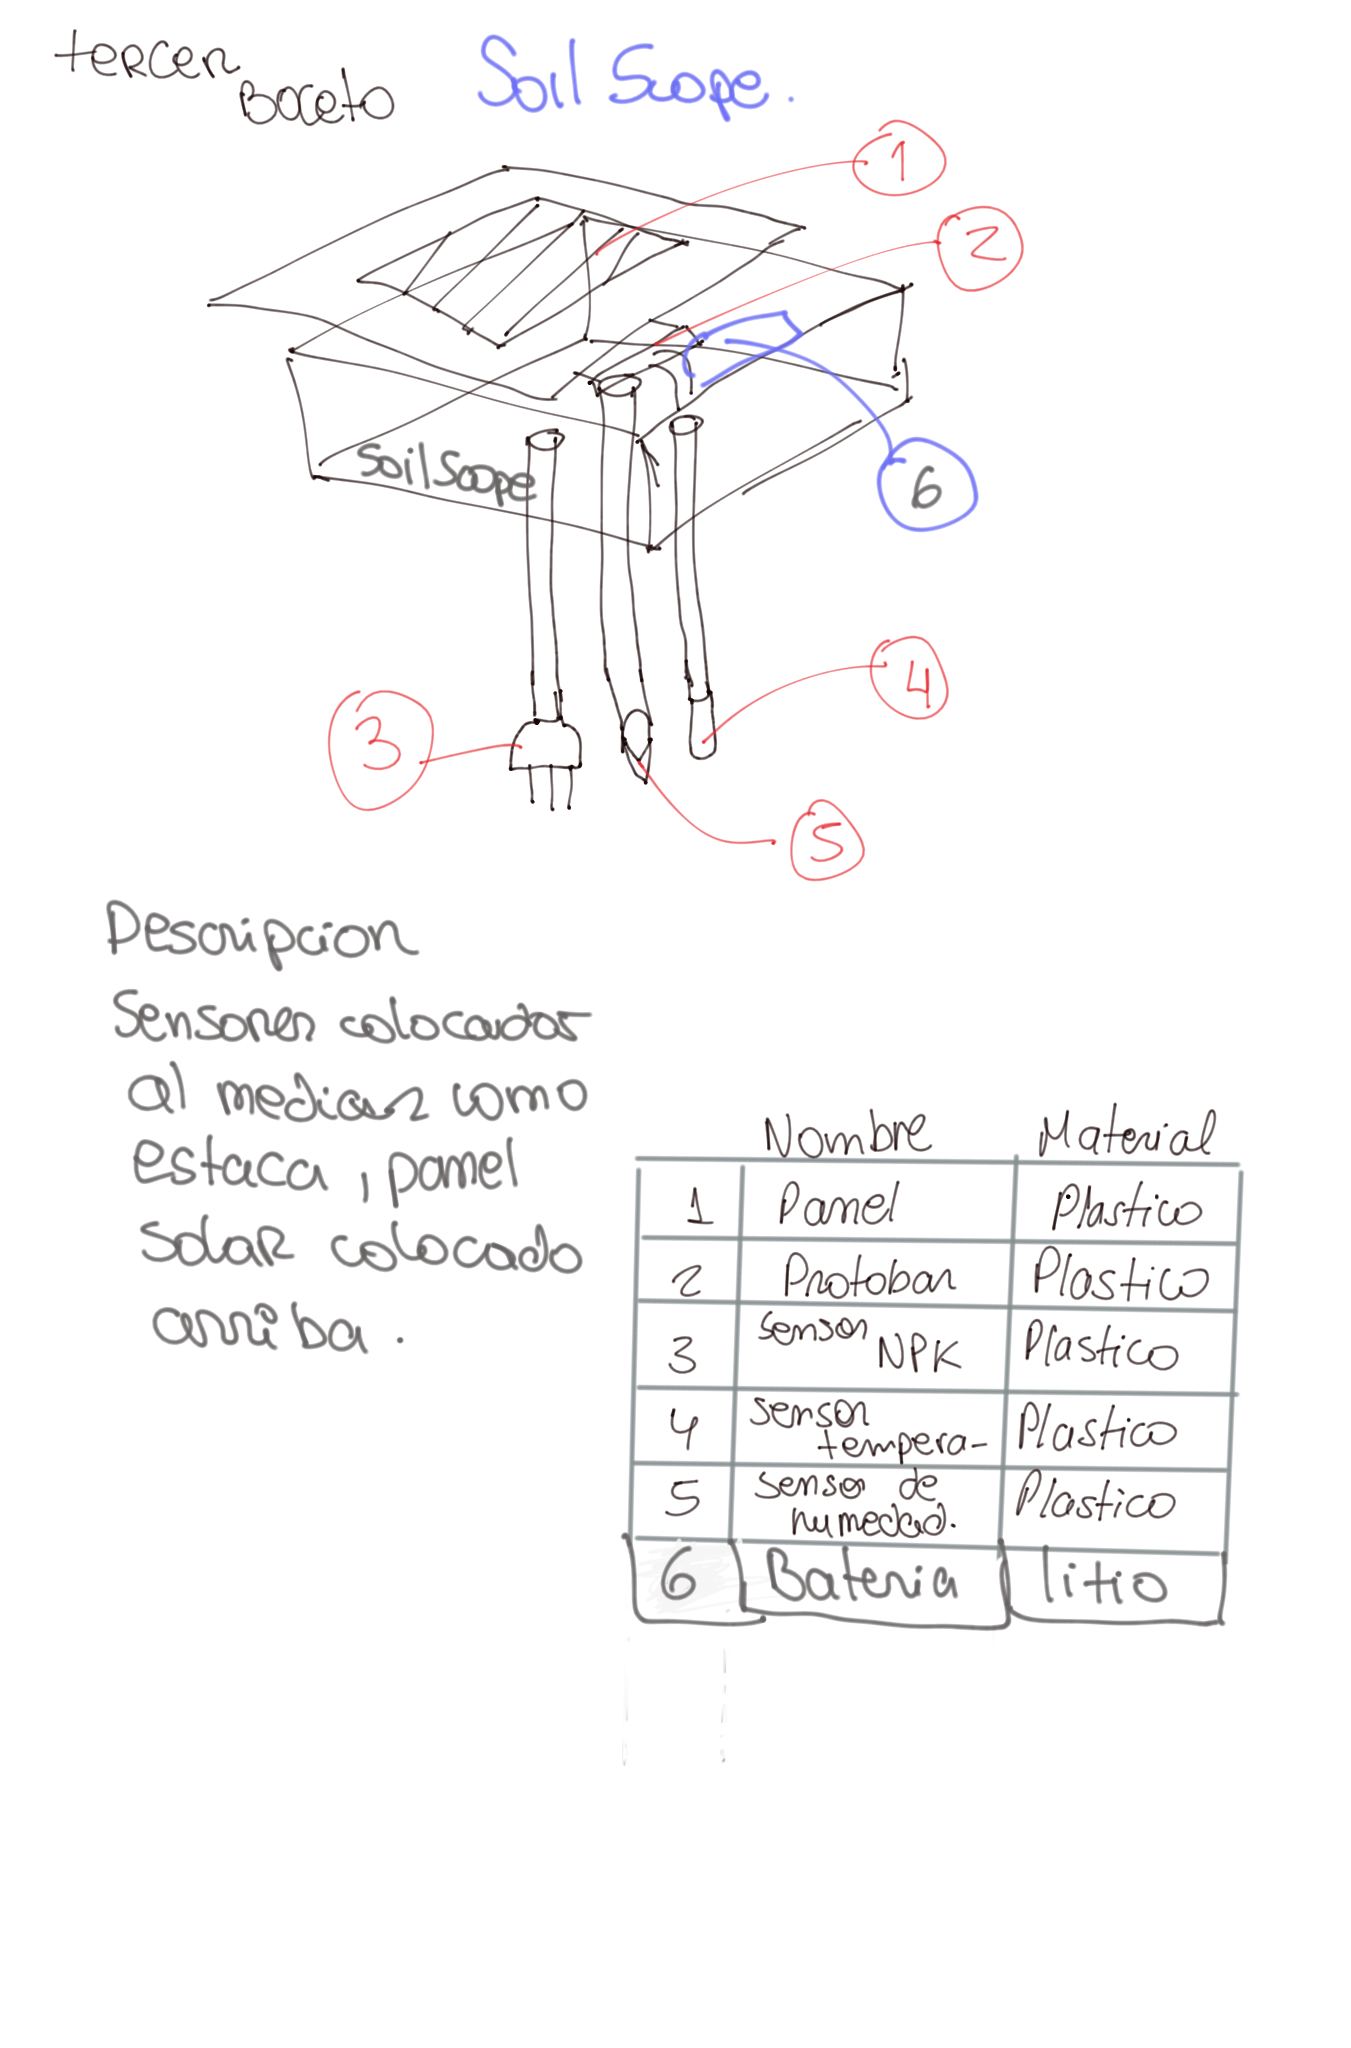 tercer
Boceto
Soil Scope.
1
2
SoilScope
6
4
3
5
Descripcion
Sensores colocados
al medias como
estaca, panel
solar colocado
arriba.
Nombre Material
1 Panel Plastico
2 Protobar Plastico
3 sensor NPK Plastico
4 sensor tempera- Plastico
5 senso de humedad. Plastico
6 Bateria litio